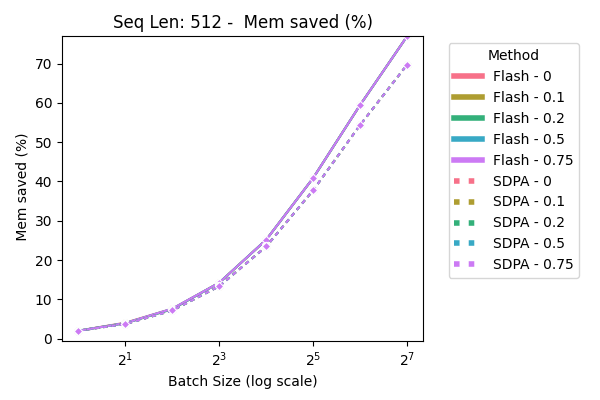 Seq Len: 512 -  Mem saved (%)
Mem saved (%)
70
60
50
40
30
20
10
0
2^1
2^3
2^5
2^7
Batch Size (log scale)
Method
Flash - 0
Flash - 0.1
Flash - 0.2
Flash - 0.5
Flash - 0.75
SDPA - 0
SDPA - 0.1
SDPA - 0.2
SDPA - 0.5
SDPA - 0.75